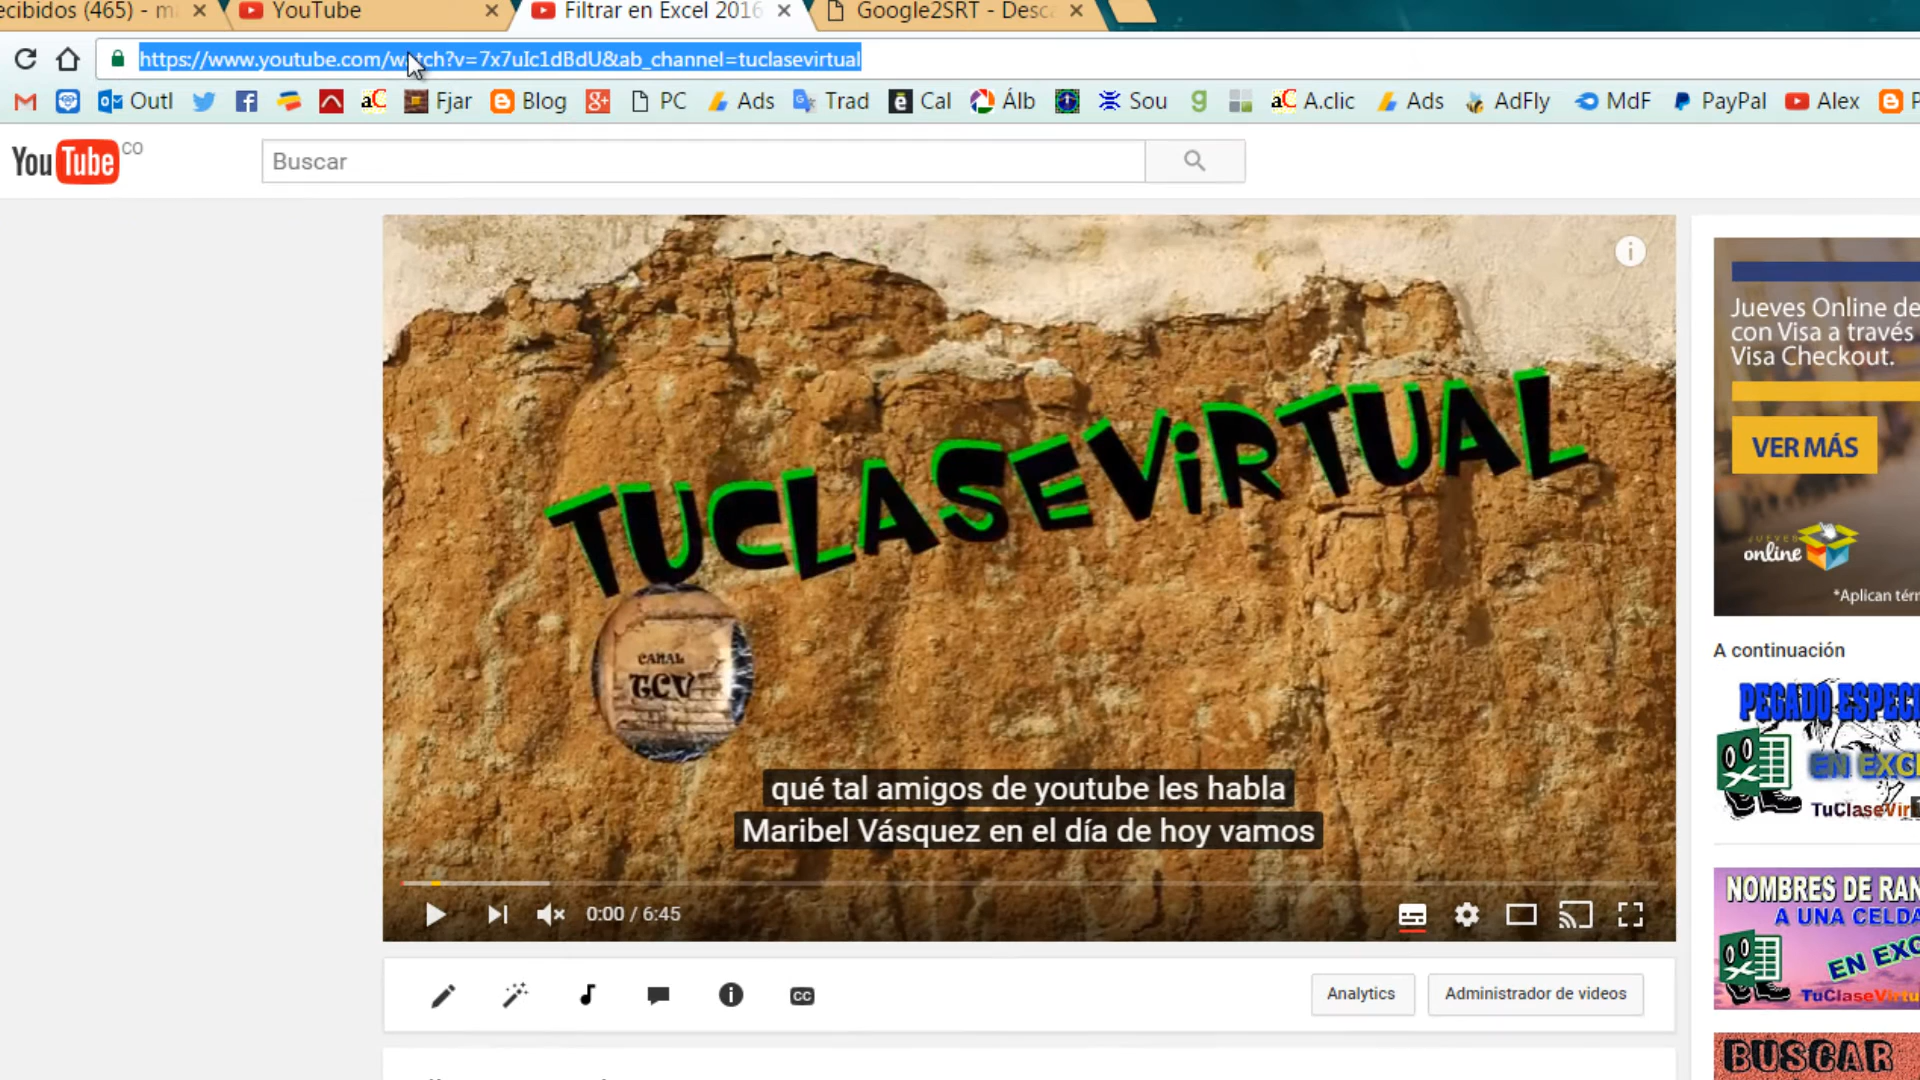 ecibidos (465) - m
YouTube
Filtrar en Excel 2016
Google2SRT - Desc
https://www.youtube.com/watch?v=7x7uIc1dBdU&ab_channel=tuclasevirtual
Outl
aC
Fjar
Blog
g+
PC
Ads
Trad
Cal
Álb
Sou
g
aC A.clic
Ads
AdFly
MdF
PayPal
Alex
YouTube CO
Buscar
TUCLASEVIRTUAL
CANAL
TCV
qué tal amigos de youtube les habla
Maribel Vásquez en el día de hoy vamos
0:00 / 6:45
Analytics
Administrador de videos
Jueves Online de
con Visa a través
Visa Checkout.
VER MÁS
JUEVES
online
*Aplican térm
A continuación
PEGADO ESPECI
EN EXCE
TuClaseVir
NOMBRES DE RAN
A UNA CELDA
EN EXC
TuClaseVirtu
BUSCAR